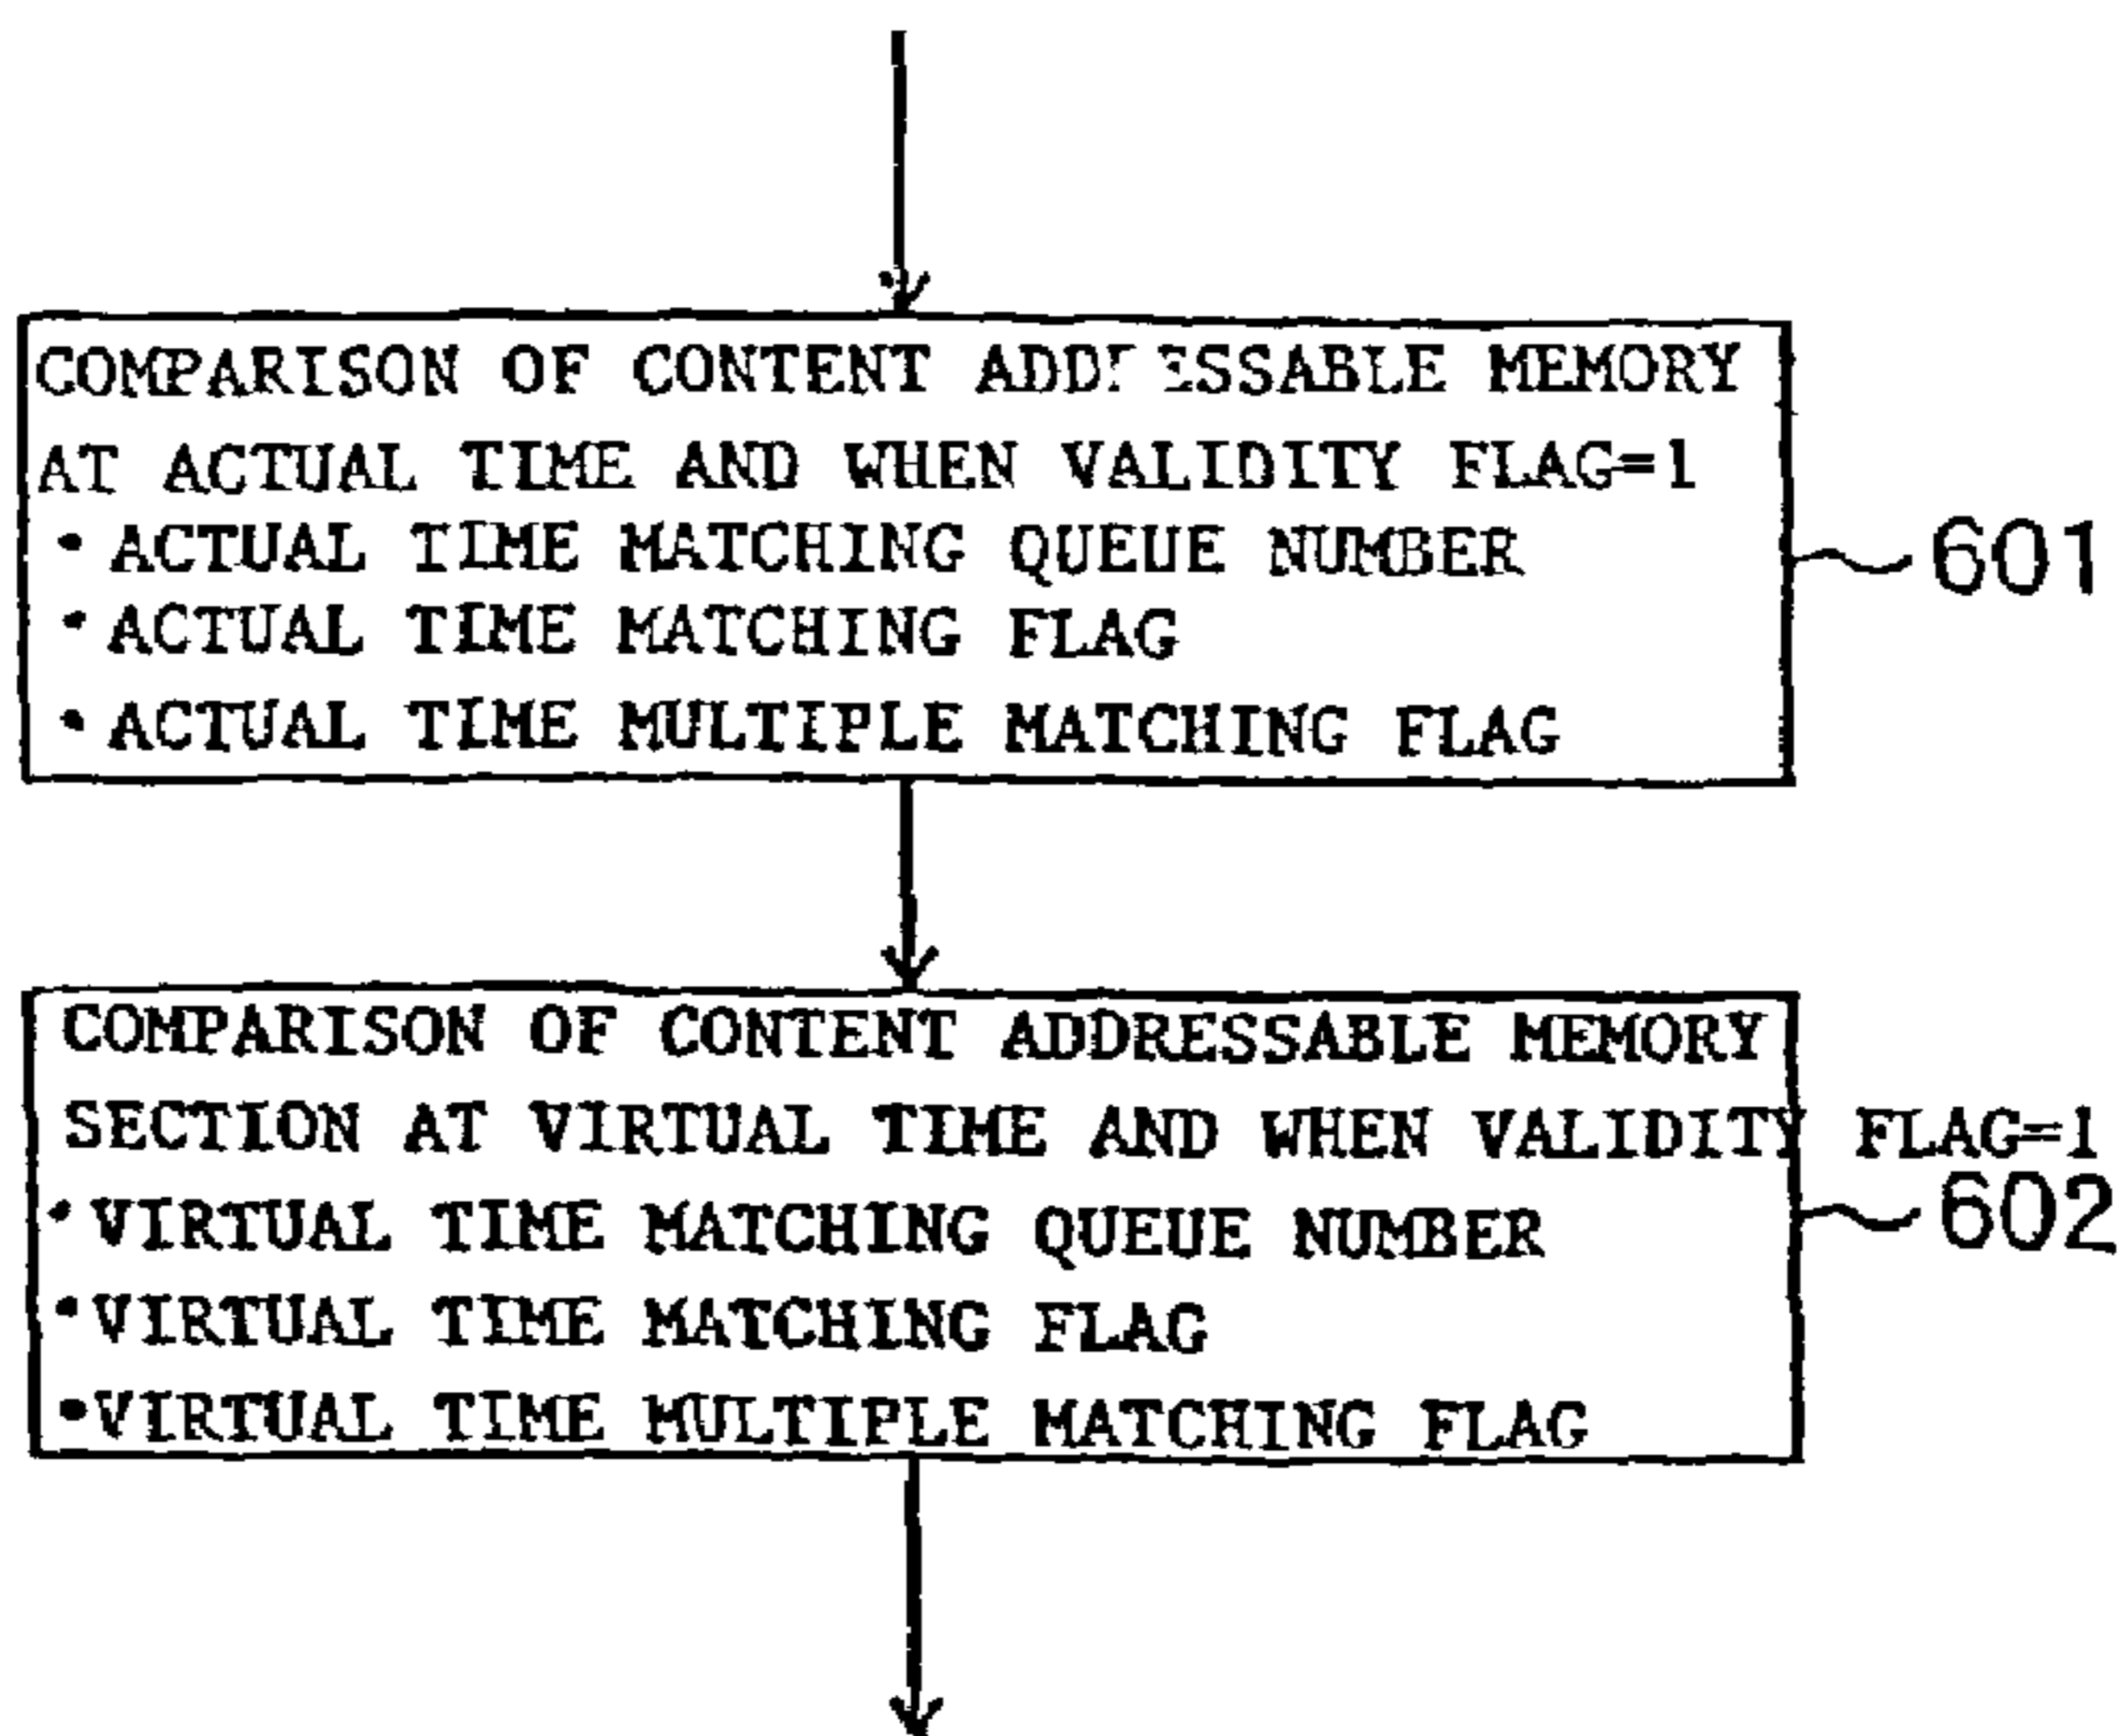 COMPARISON OF CONTENT ADDRESSABLE MEMORY
AT ACTUAL TIME AND WHEN VALIDITY FLAG=1
• ACTUAL TIME MATCHING QUEUE NUMBER
• ACTUAL TIME MATCHING FLAG
• ACTUAL TIME MULTIPLE MATCHING FLAG
601
COMPARISON OF CONTENT ADDRESSABLE MEMORY
SECTION AT VIRTUAL TIME AND WHEN VALIDITY FLAG=1
• VIRTUAL TIME MATCHING QUEUE NUMBER
602
• VIRTUAL TIME MATCHING FLAG
• VIRTUAL TIME MULTIPLE MATCHING FLAG